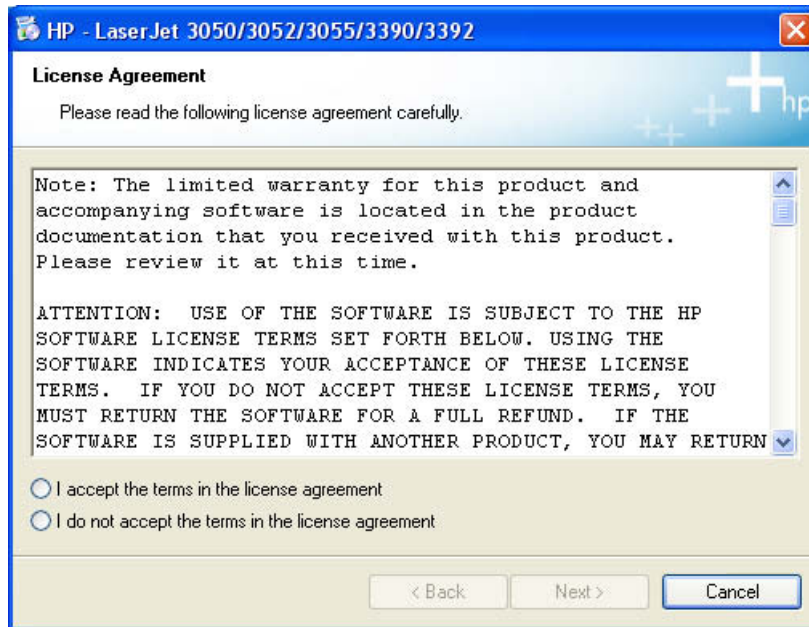 HP - LaserJet 3050/3052/3055/3390/3392
License Agreement
Please read the following license agreement carefully.
hp
Note: The limited warranty for this product and
accompanying software is located in the product
documentation that you received with this product.
Please review it at this time.
ATTENTION:  USE OF THE SOFTWARE IS SUBJECT TO THE HP
SOFTWARE LICENSE TERMS SET FORTH BELOW. USING THE
SOFTWARE INDICATES YOUR ACCEPTANCE OF THESE LICENSE
TERMS.  IF YOU DO NOT ACCEPT THESE LICENSE TERMS, YOU
MUST RETURN THE SOFTWARE FOR A FULL REFUND.  IF THE
SOFTWARE IS SUPPLIED WITH ANOTHER PRODUCT, YOU MAY RETURN
I accept the terms in the license agreement
I do not accept the terms in the license agreement
< Back Next > Cancel